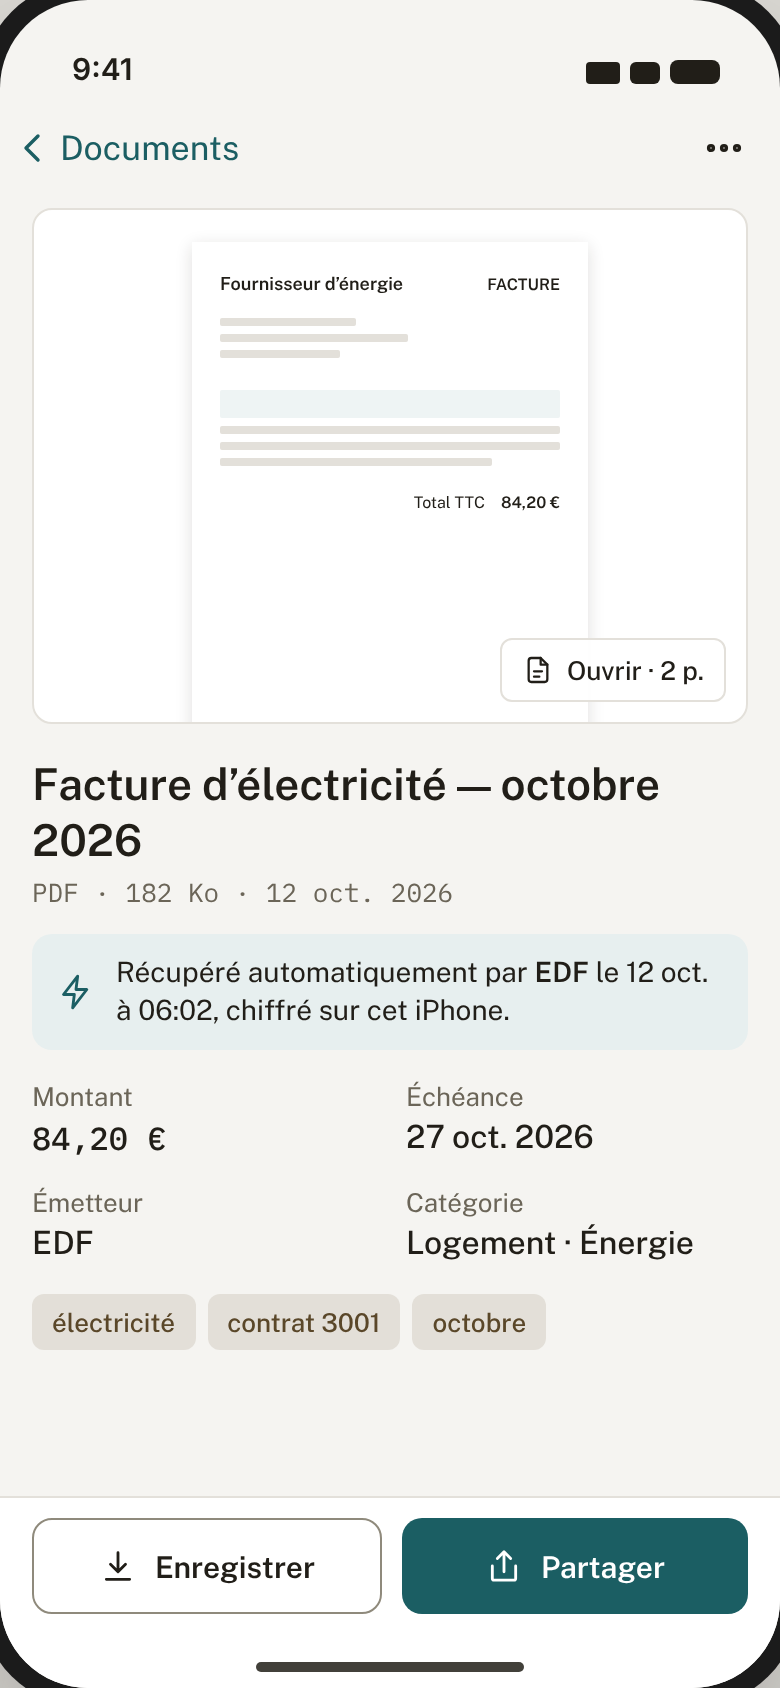 9:41
Documents
Fournisseur d’énergie
FACTURE
Total TTC 84,20 €
Ouvrir · 2 p.
Facture d’électricité — octobre
2026
PDF · 182 Ko · 12 oct. 2026
Récupéré automatiquement par EDF le 12 oct.
à 06:02, chiffré sur cet iPhone.
Montant
84,20 €
Échéance
27 oct. 2026
Émetteur
EDF
Catégorie
Logement · Énergie
électricité
contrat 3001
octobre
Enregistrer
Partager